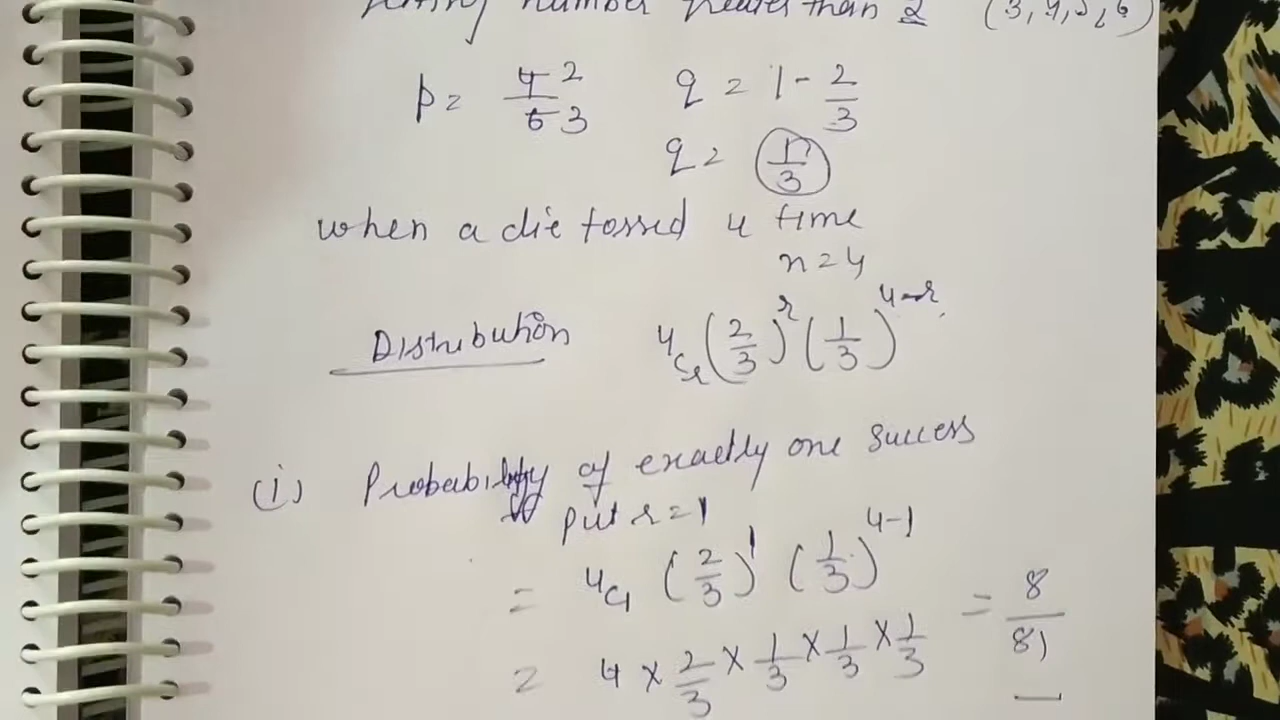 number greater than 2 (3,4,5,6)
p = 4/6 2/3 q = 1 - 2/3
q = 1/3
when a die tossed 4 time
n = 4
Distribution 4Cr (2/3)^r (1/3)^4-r
(i) Probability of exactly one success
put r = 1
= 4C1 (2/3)^1 (1/3)^4-1
= 4 × 2/3 × 1/3 × 1/3 × 1/3 = 8/81